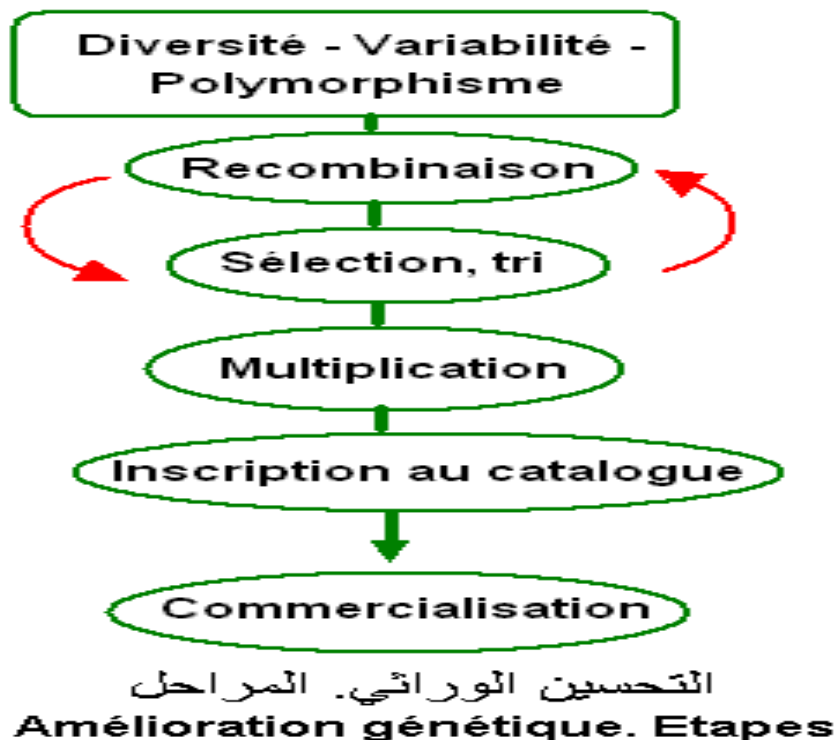 Diversité - Variabilité -
Polymorphisme
Recombinaison
Sélection, tri
Multiplication
Inscription au catalogue
Commercialisation
التحسين الوراثي. المراحل
Amélioration génétique. Etapes